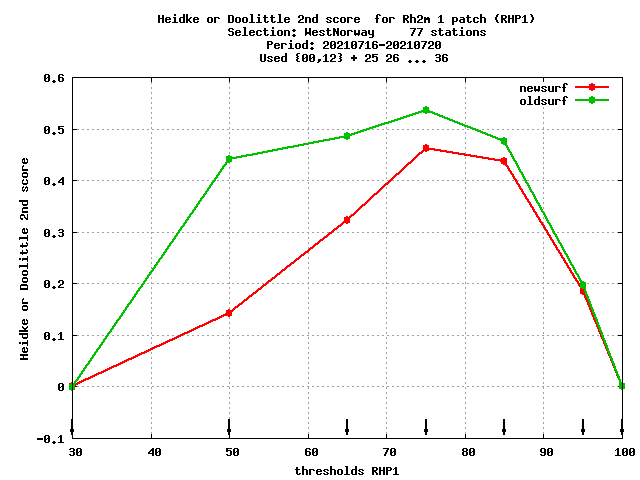 Heidke or Doolittle 2nd score  for Rh2m 1 patch (RHP1)
Selection: WestNorway     77 stations
Period: 20210716-20210720
Used {00,12} + 25 26 ... 36
newsurf
oldsurf
Heidke or Doolittle 2nd score
0.6
0.5
0.4
0.3
0.2
0.1
0
-0.1
30 40 50 60 70 80 90 100
thresholds RHP1